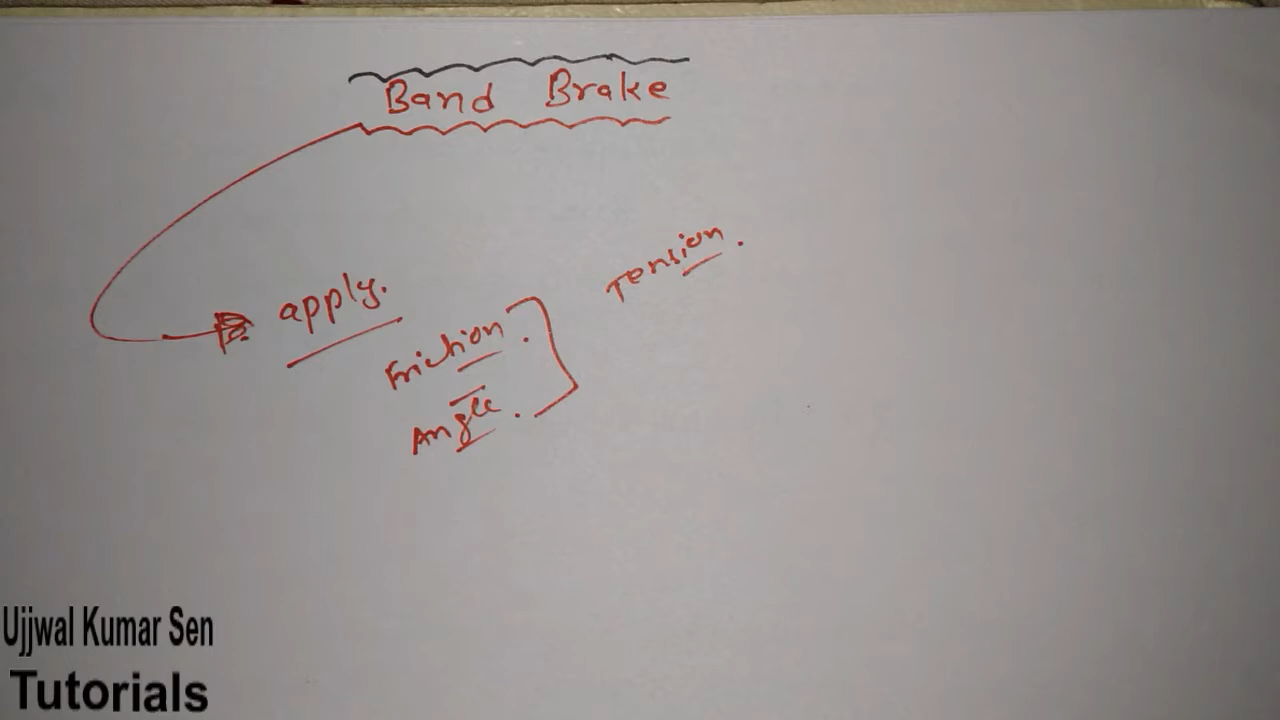 Band Brake
apply.
Tension.
Friction.
Angle.
Ujjwal Kumar Sen
Tutorials